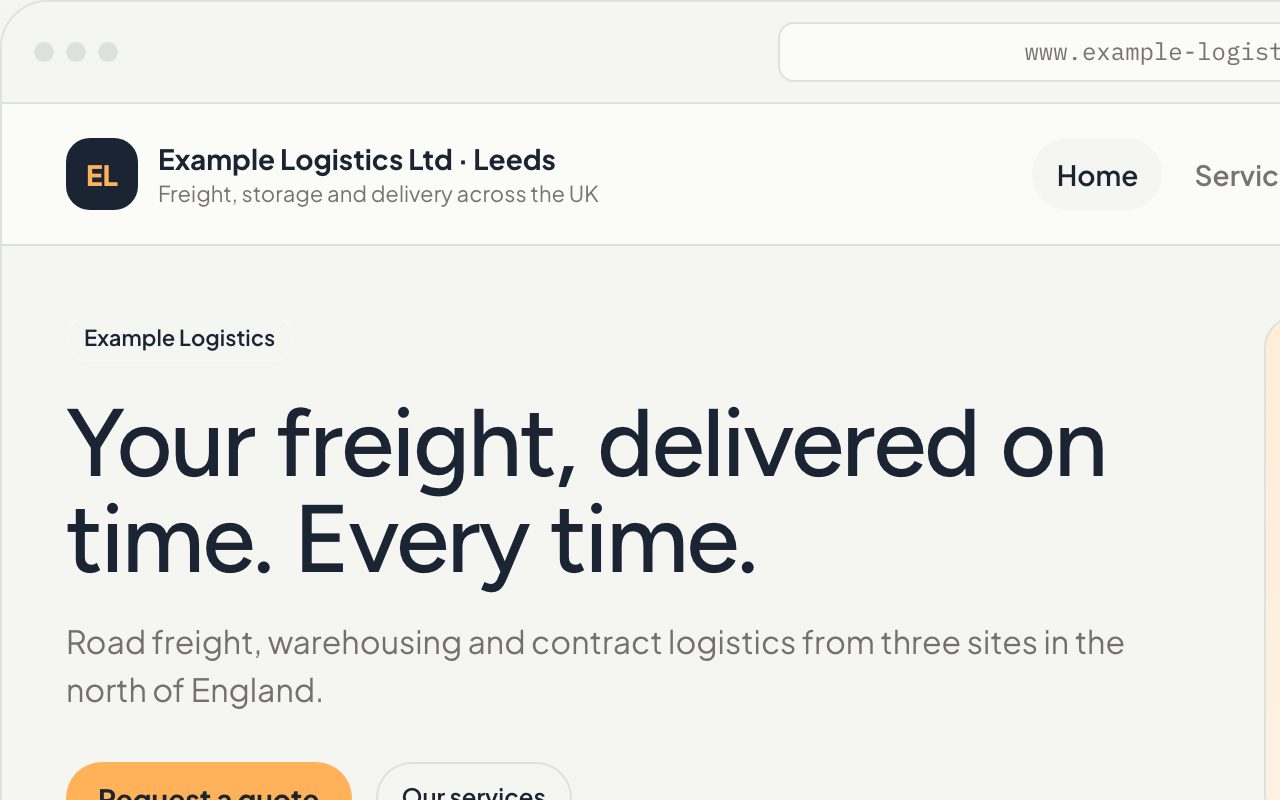 www.example-logist
EL
Example Logistics Ltd · Leeds
Freight, storage and delivery across the UK
Home
Servic
Example Logistics
Your freight, delivered on
time. Every time.
Road freight, warehousing and contract logistics from three sites in the
north of England.
Request a quote
Our services